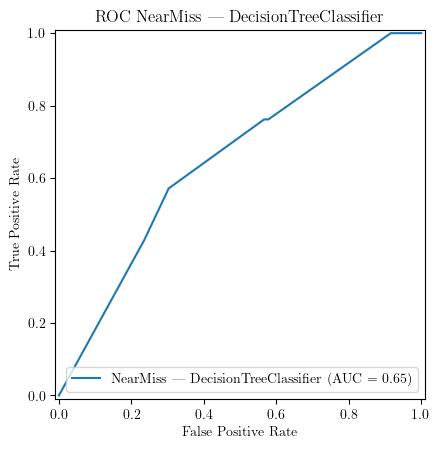 ROC NearMiss — DecisionTreeClassifier
1.0
0.8
0.6
0.4
0.2
0.0
True Positive Rate
NearMiss — DecisionTreeClassifier (AUC = 0.65)
0.0 0.2 0.4 0.6 0.8 1.0
False Positive Rate